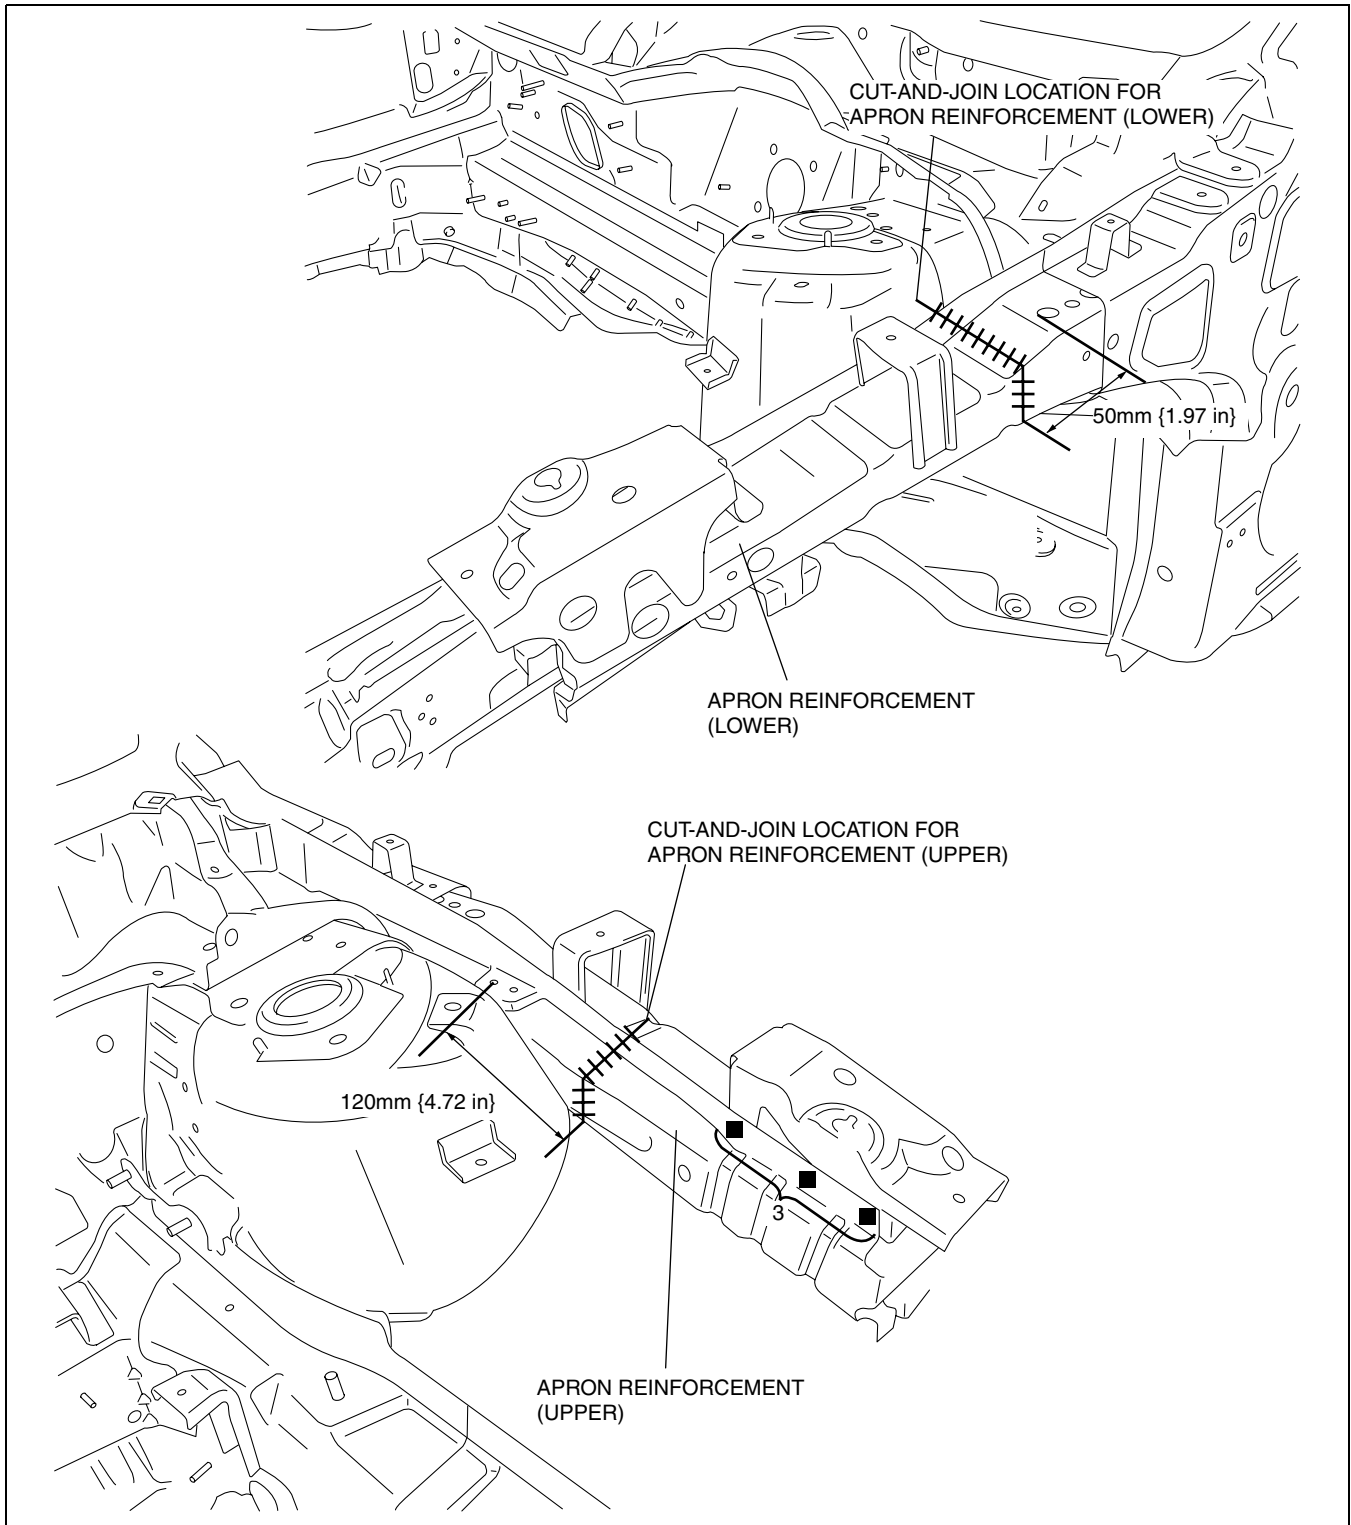 CUT-AND-JOIN LOCATION FOR
APRON REINFORCEMENT (LOWER)
50mm {1.97 in}
APRON REINFORCEMENT
(LOWER)
CUT-AND-JOIN LOCATION FOR
APRON REINFORCEMENT (UPPER)
120mm {4.72 in}
3
APRON REINFORCEMENT
(UPPER)